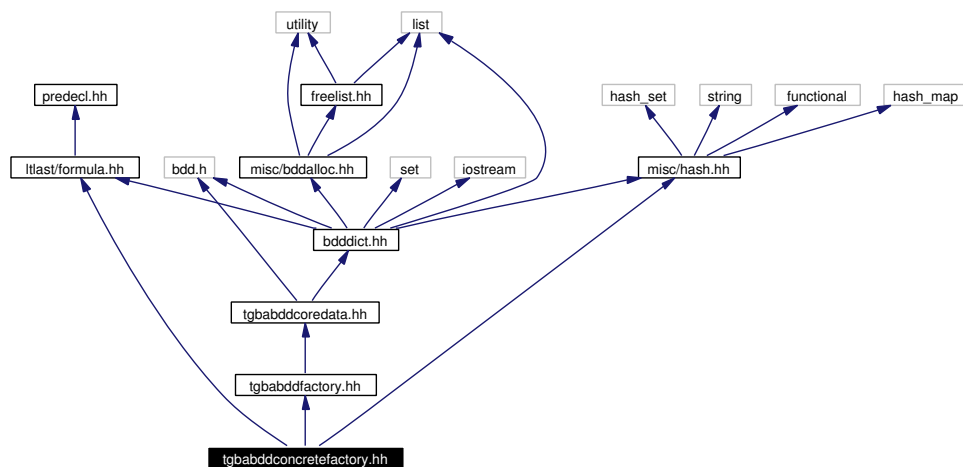 utility
list
predecl.hh
freelist.hh
hash_set
string
functional
hash_map
ltlast/formula.hh
bdd.h
misc/bddalloc.hh
set
iostream
misc/hash.hh
bdddict.hh
tgbabddcoredata.hh
tgbabddfactory.hh
tgbabddconcretefactory.hh